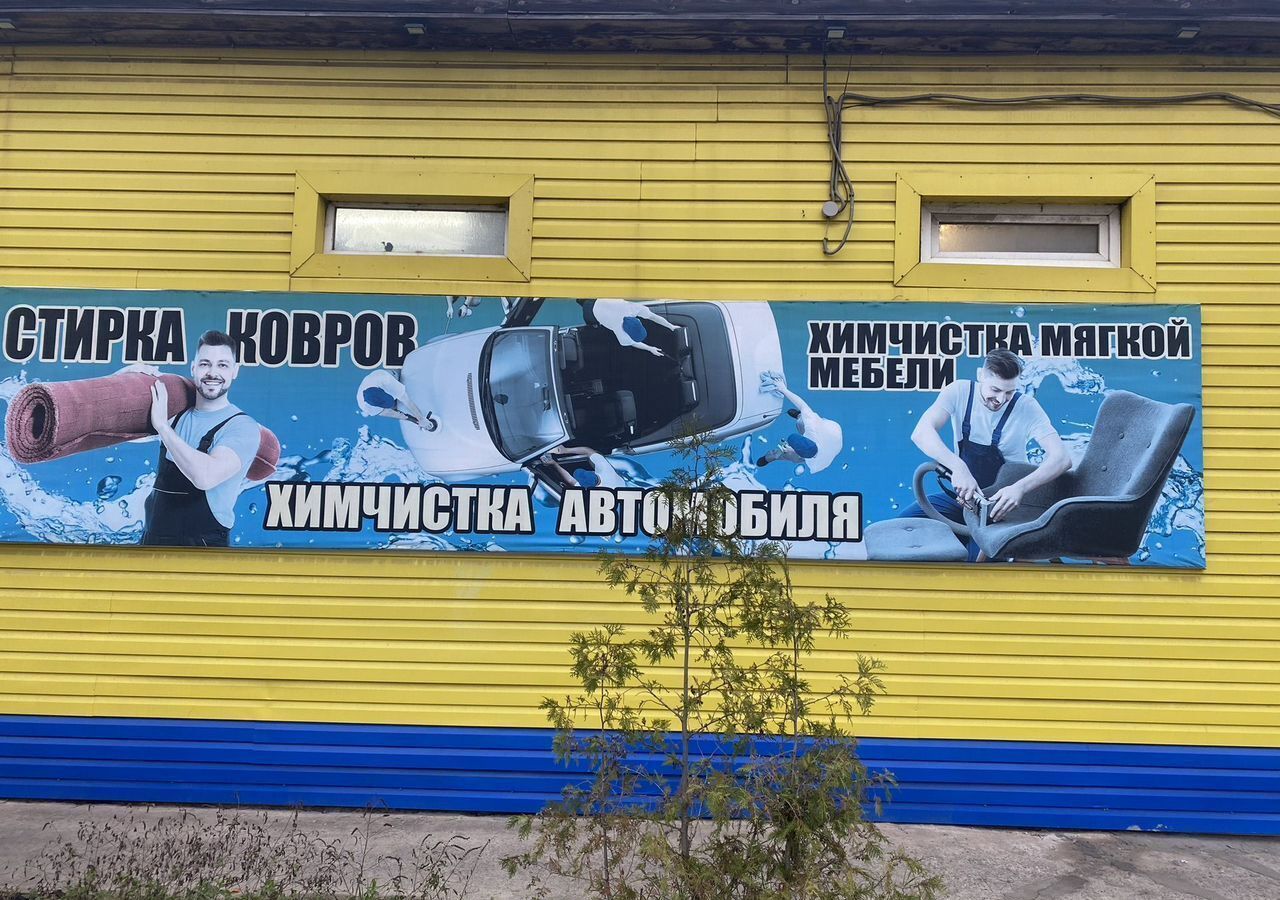 СТИРКА КОВРОВ
ХИМЧИСТКА АВТОМОБИЛЯ
ХИМЧИСТКА МЯГКОЙ
МЕБЕЛИ